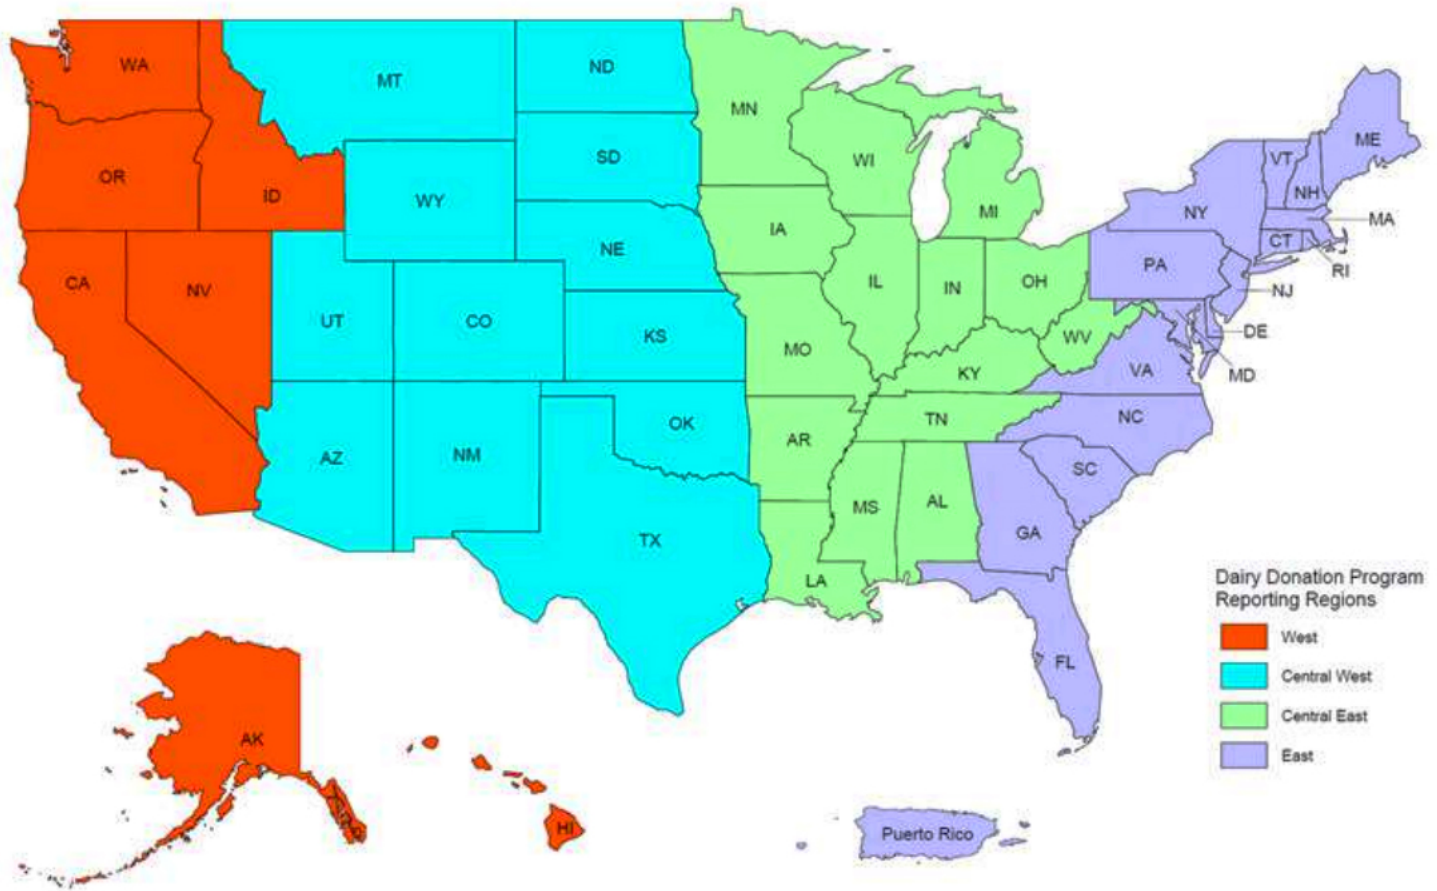 WA
MT
ND
MN
ME
VT
NH
OR
ID
WY
SD
WI
MI
NY
MA
CT
RI
CA
NV
UT
CO
NE
IA
IL
IN
OH
PA
NJ
DE
MD
KS
MO
WV
VA
KY
AZ
NM
OK
AR
TN
NC
SC
TX
MS
AL
GA
LA
FL
Dairy Donation Program
Reporting Regions
West
Central West
Central East
East
AK
HI
Puerto Rico